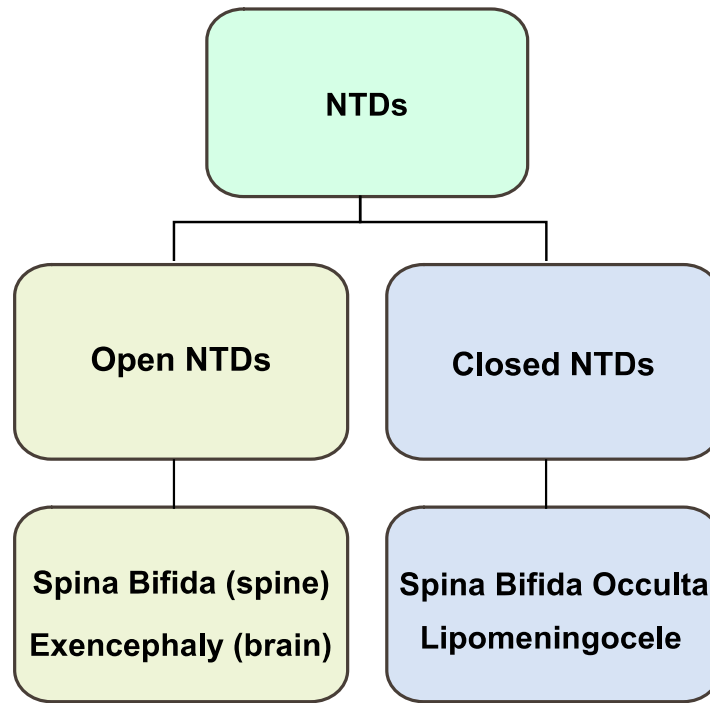 NTDs
Open NTDs
Closed NTDs
Spina Bifida (spine)
Exencephaly (brain)
Spina Bifida Occulta
Lipomeningocele